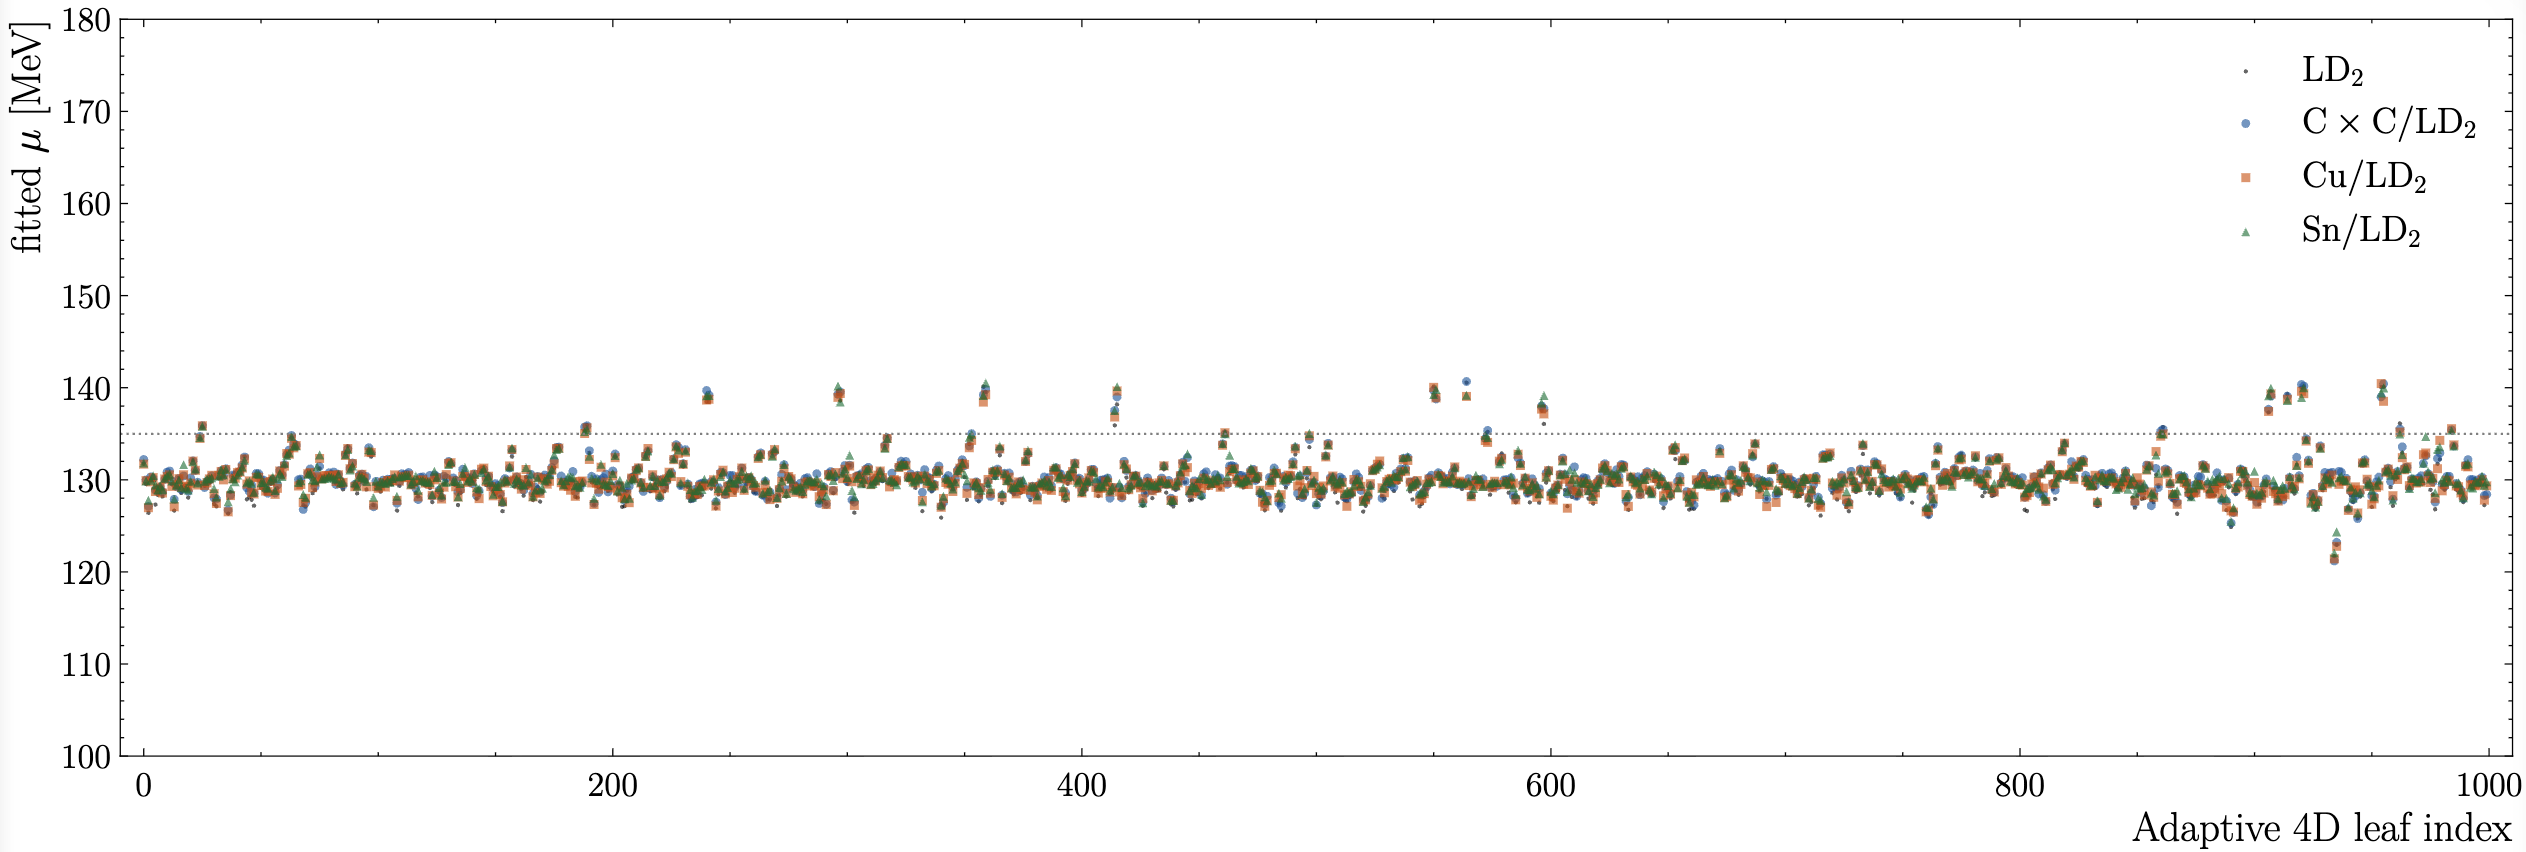 fitted μ [MeV]
180
170
160
150
140
130
120
110
100
LD₂
C × C/LD₂
Cu/LD₂
Sn/LD₂
0 200 400 600 800 1000
Adaptive 4D leaf index